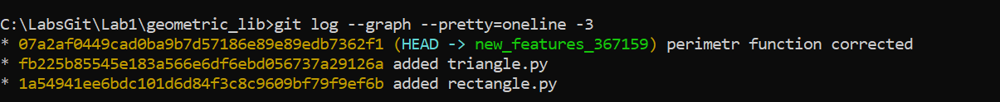 C:\LabsGit\Lab1\geometric_lib>git log --graph --pretty=oneline -3
* 07a2af0449cad0ba9b7d57186e89e89edb7362f1 (HEAD -> new_features_367159) perimetr function corrected
* fb225b85545e183a566e6df6ebd056737a29126a added triangle.py
* 1a54941ee6bdc101d6d84f3c8c9609bf79f9ef6b added rectangle.py